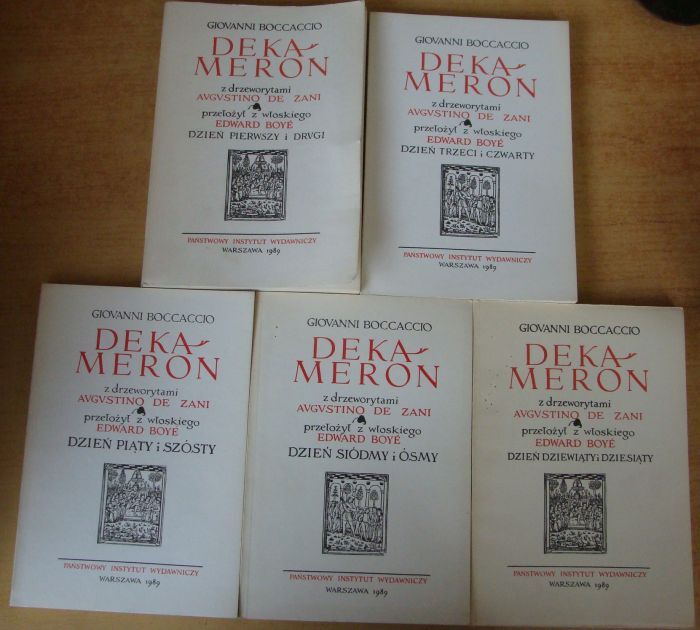 GIOVANNI BOCCACCIO
DEKA
MERON
z drzeworytami
AVGVSTINO DE ZANI
przełożył z włoskiego
EDWARD BOYÉ
DZIEŃ PIERWSZY i DRVGI
PAŃSTWOWY INSTYTUT WYDAWNICZY
WARSZAWA 1989
GIOVANNI BOCCACCIO
DEKA
MERON
z drzeworytami
AVGVSTINO DE ZANI
przełożył z włoskiego
EDWARD BOYÉ
DZIEŃ TRZECI i CZWARTY
PAŃSTWOWY INSTYTUT WYDAWNICZY
WARSZAWA 1989
GIOVANNI BOCCACCIO
DEKA
MERON
z drzeworytami
AVGVSTINO DE ZANI
przełożył z włoskiego
EDWARD BOYÉ
DZIEŃ PIĄTY i SZÓSTY
PAŃSTWOWY INSTYTUT WYDAWNICZY
WARSZAWA 1989
GIOVANNI BOCCACCIO
DEKA
MERON
z drzeworytami
AVGVSTINO DE ZANI
przełożył z włoskiego
EDWARD BOYÉ
DZIEŃ SIÓDMY i ÓSMY
PAŃSTWOWY INSTYTUT WYDAWNICZY
WARSZAWA 1989
GIOVANNI BOCCACCIO
DEKA
MERON
z drzeworytami
AVGVSTINO DE ZANI
przełożył z włoskiego
EDWARD BOYÉ
DZIEŃ DZIEWIĄTY i DZIESIĄTY
PAŃSTWOWY INSTYTUT WYDAWNICZY
WARSZAWA 1989